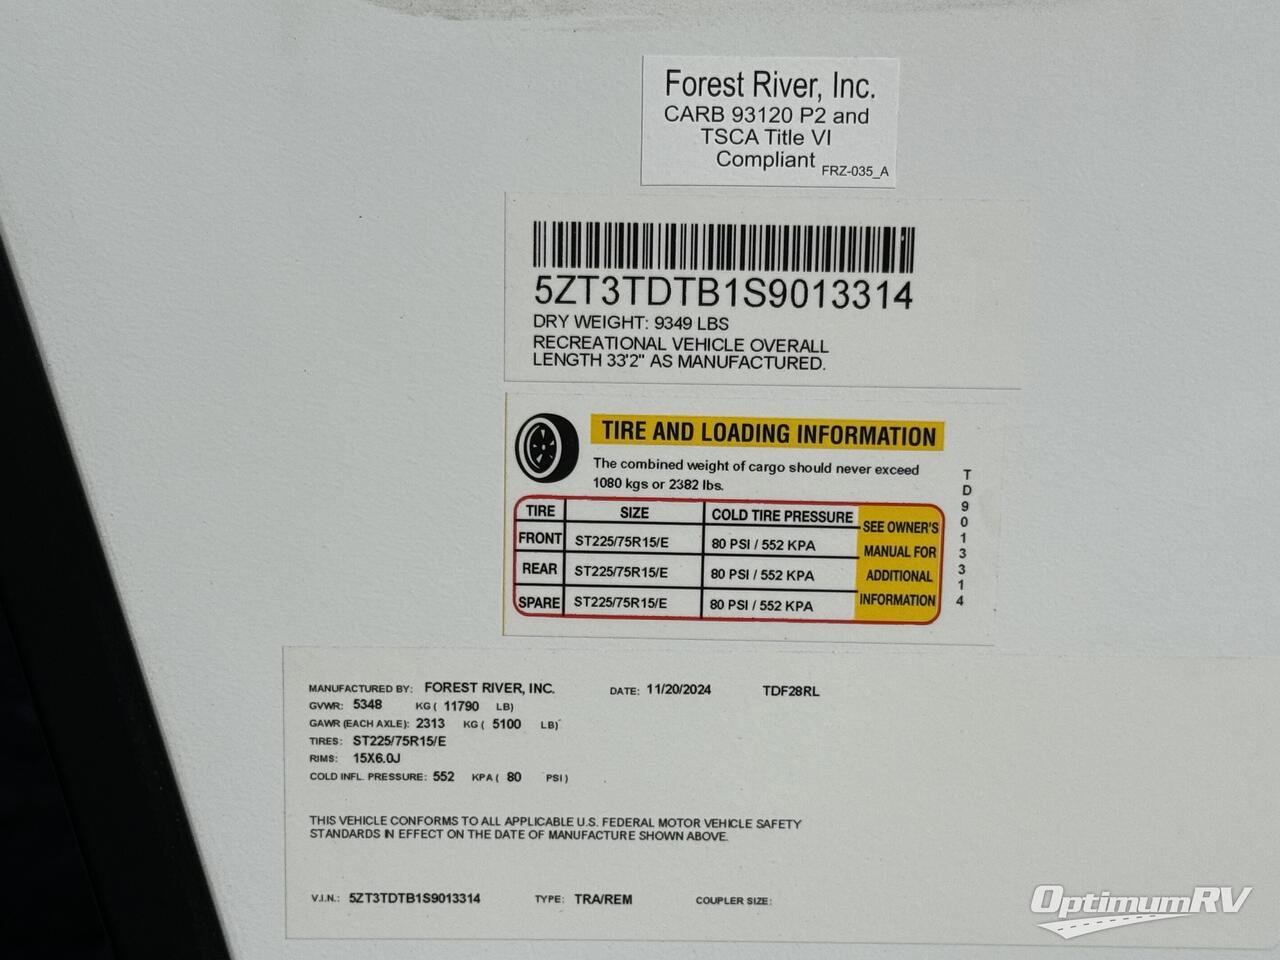 Forest River, Inc.
CARB 93120 P2 and
TSCA Title VI
Compliant FRZ-035_A
5ZT3TDTB1S9013314
DRY WEIGHT: 9349 LBS
RECREATIONAL VEHICLE OVERALL
LENGTH 33'2" AS MANUFACTURED.
TIRE AND LOADING INFORMATION
The combined weight of cargo should never exceed
1080 kgs or 2382 lbs.
TIRE SIZE COLD TIRE PRESSURE
FRONT ST225/75R15/E 80 PSI / 552 KPA
REAR ST225/75R15/E 80 PSI / 552 KPA
SPARE ST225/75R15/E 80 PSI / 552 KPA
SEE OWNER'S
MANUAL FOR
ADDITIONAL
INFORMATION
TD9013314
MANUFACTURED BY: FOREST RIVER, INC. DATE: 11/20/2024 TDF28RL
GVWR: 5348 KG ( 11790 LB)
GAWR (EACH AXLE): 2313 KG ( 5100 LB)
TIRES: ST225/75R15/E
RIMS: 15X6.0J
COLD INFL. PRESSURE: 552 KPA ( 80 PSI )
THIS VEHICLE CONFORMS TO ALL APPLICABLE U.S. FEDERAL MOTOR VEHICLE SAFETY
STANDARDS IN EFFECT ON THE DATE OF MANUFACTURE SHOWN ABOVE.
V.I.N.: 5ZT3TDTB1S9013314 TYPE: TRA/REM COUPLER SIZE:
OptimumRV